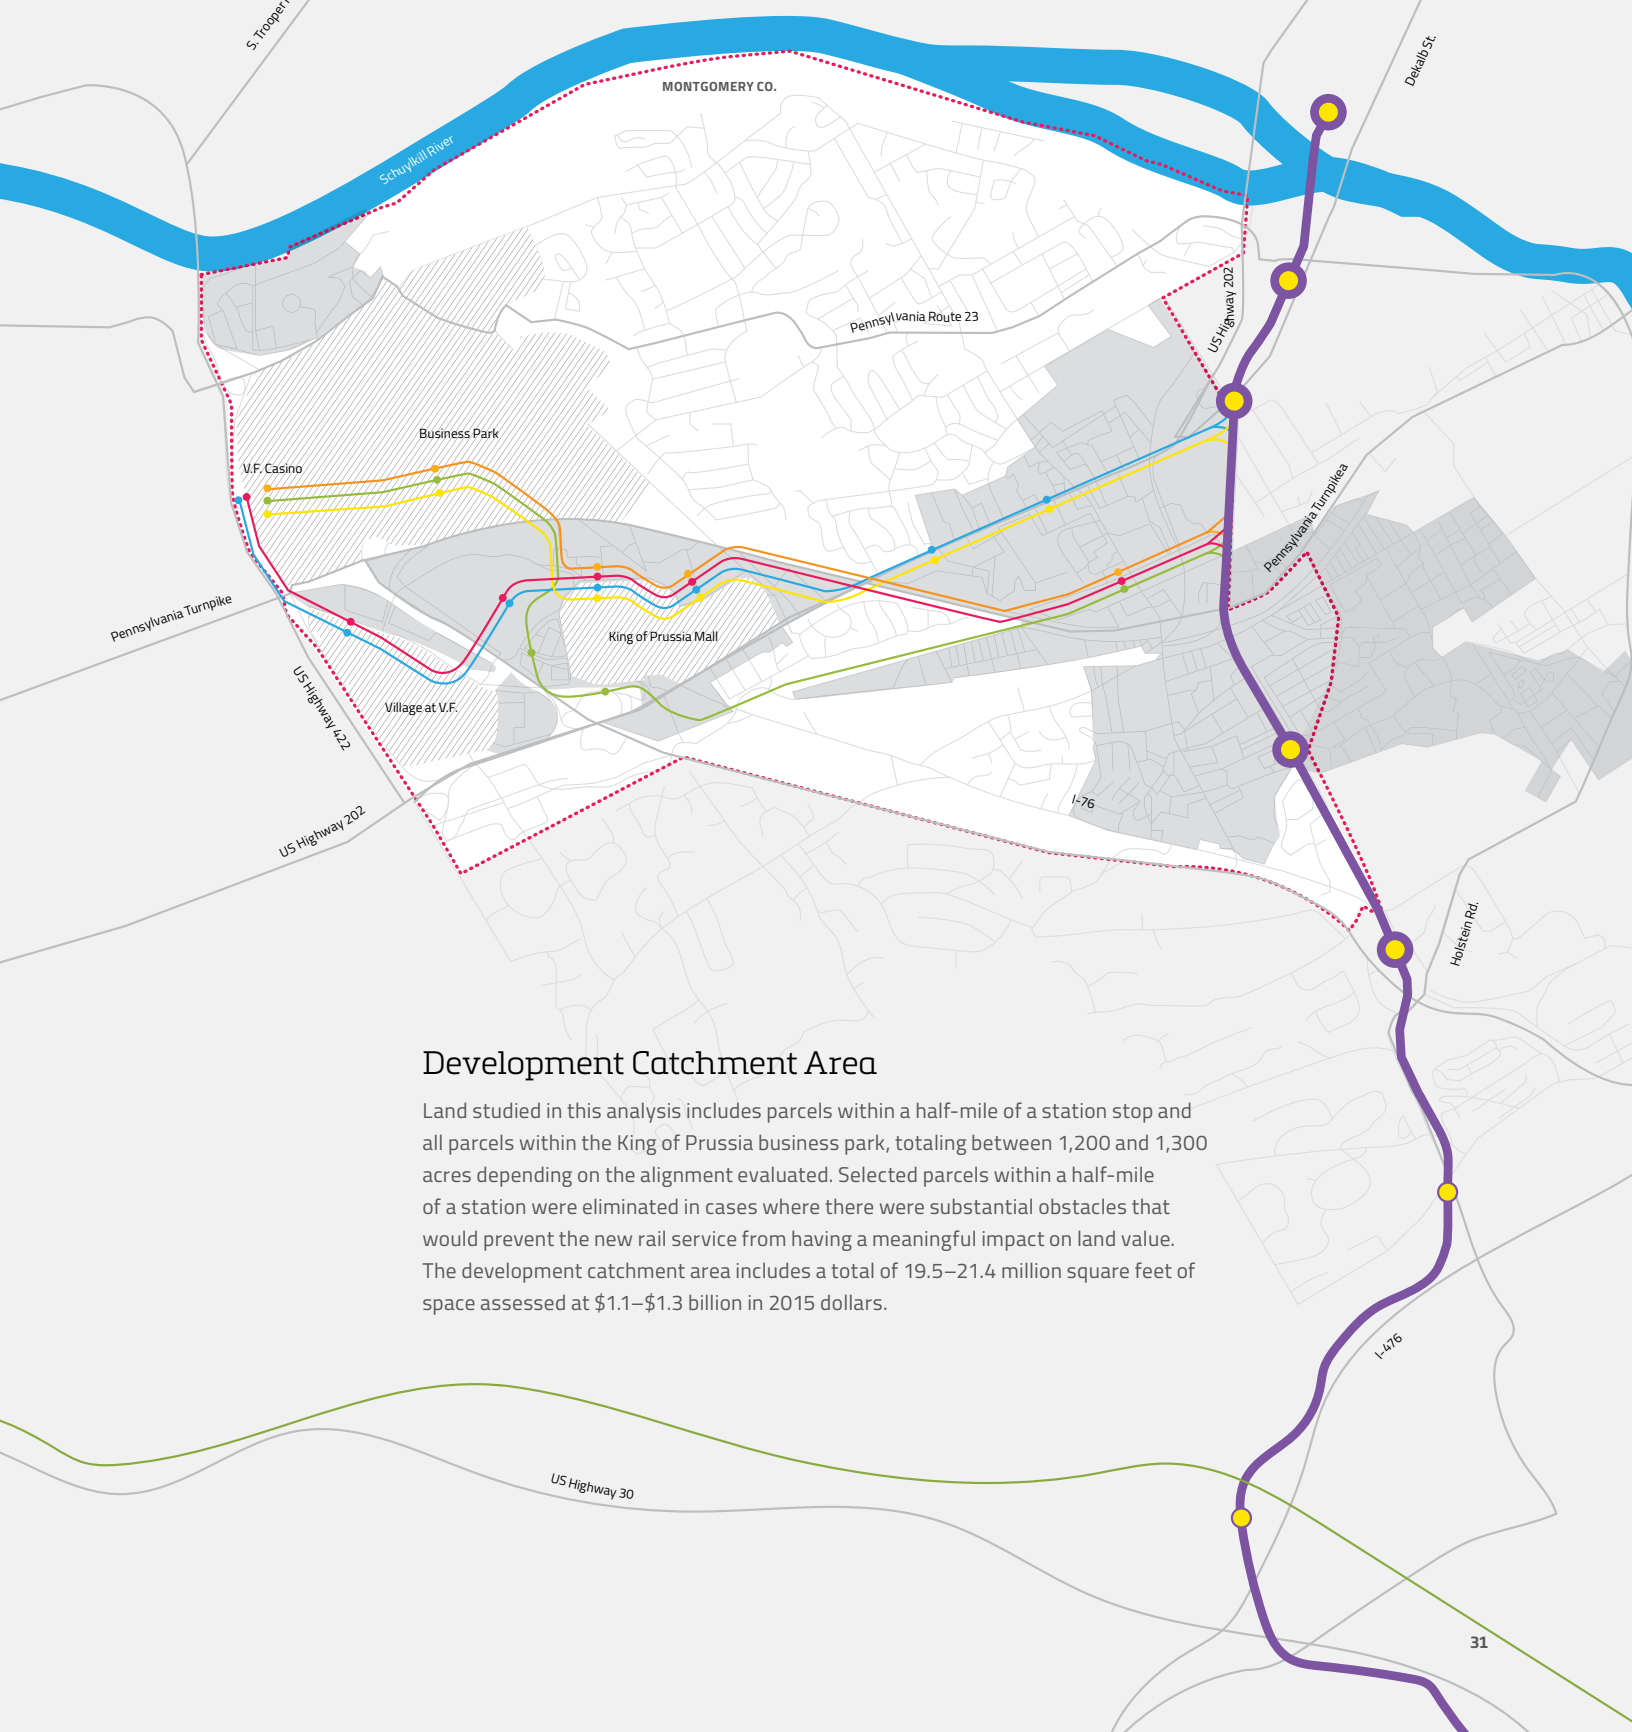 S. Trooper
Dekalb St.
MONTGOMERY CO.
Schuylkill River
US Highway 202
Pennsylvania Route 23
Business Park
V.F. Casino
Pennsylvania Turnpikea
Pennsylvania Turnpike
King of Prussia Mall
US Highway 422
Village at V.F.
I-76
US Highway 202
Holstein Rd.
Development Catchment Area
Land studied in this analysis includes parcels within a half-mile of a station stop and
all parcels within the King of Prussia business park, totaling between 1,200 and 1,300
acres depending on the alignment evaluated. Selected parcels within a half-mile
of a station were eliminated in cases where there were substantial obstacles that
would prevent the new rail service from having a meaningful impact on land value.
The development catchment area includes a total of 19.5–21.4 million square feet of
space assessed at $1.1–$1.3 billion in 2015 dollars.
I-476
US Highway 30
31